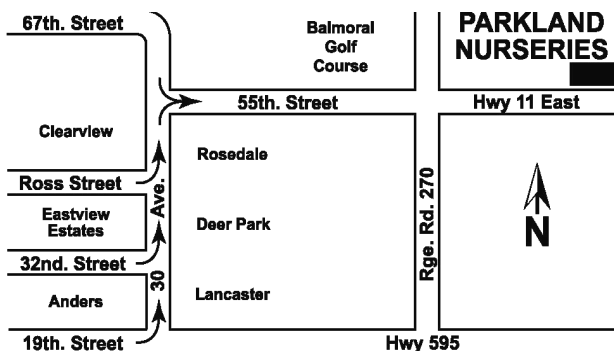 67th. Street
Balmoral
Golf
Course
PARKLAND
NURSERIES
55th. Street
Hwy 11 East
Clearview
Rosedale
Ross Street
30 Ave.
Rge. Rd. 270
Eastview
Estates
Deer Park
N
32nd. Street
Anders
Lancaster
19th. Street
Hwy 595